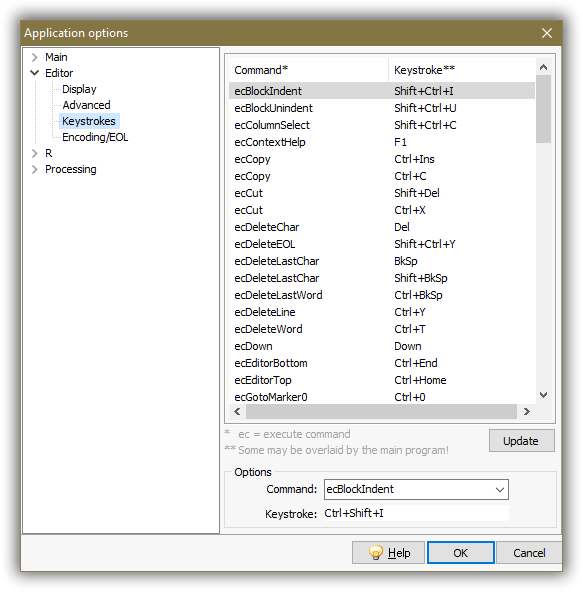 Application options
Main
Editor
Display
Advanced
Keystrokes
Encoding/EOL
R
Processing
Command* Keystroke**
ecBlockIndent Shift+Ctrl+I
ecBlockUnindent Shift+Ctrl+U
ecColumnSelect Shift+Ctrl+C
ecContextHelp F1
ecCopy Ctrl+Ins
ecCopy Ctrl+C
ecCut Shift+Del
ecCut Ctrl+X
ecDeleteChar Del
ecDeleteEOL Shift+Ctrl+Y
ecDeleteLastChar BkSp
ecDeleteLastChar Shift+BkSp
ecDeleteLastWord Ctrl+BkSp
ecDeleteLine Ctrl+Y
ecDeleteWord Ctrl+T
ecDown Down
ecEditorBottom Ctrl+End
ecEditorTop Ctrl+Home
ecGotoMarker0 Ctrl+0
* ec = execute command
** Some may be overlaid by the main program!
Update
Options
Command: ecBlockIndent
Keystroke: Ctrl+Shift+I
Help OK Cancel